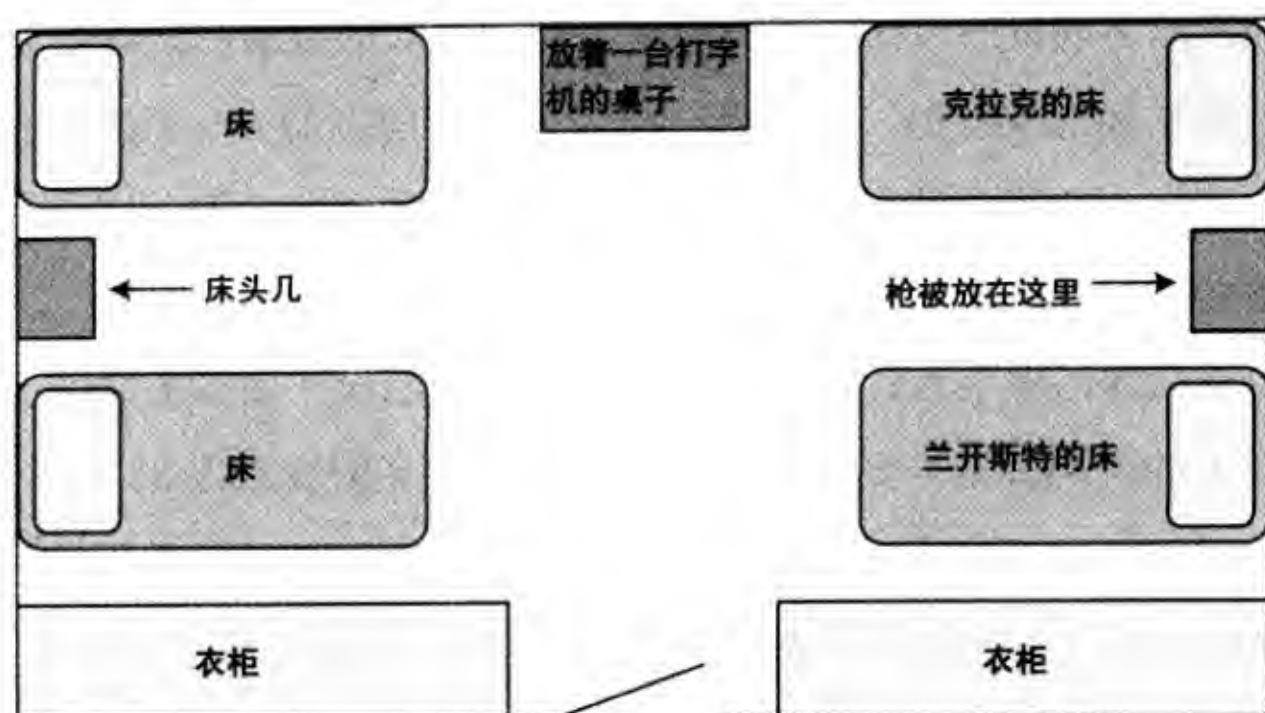 床
放着一台打字
机的桌子
克拉克的床
床头几
枪被放在这里
床
兰开斯特的床
衣柜
衣柜